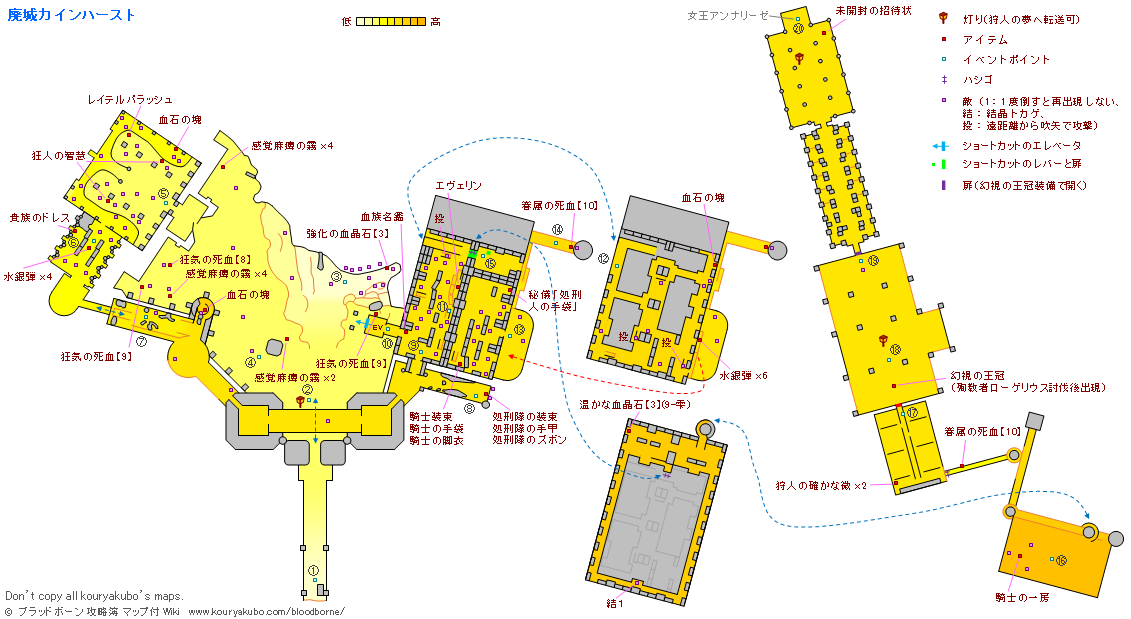 廃城カインハースト
低
高
女王アンナリーゼ
⑳
未開封の招待状
灯り(狩人の夢へ転送可)
アイテム
イベントポイント
ハシゴ
敵（1：1度倒すと再出現しない、
結：結晶トカゲ、
投：遠距離から吹矢で攻撃）
ショートカットのエレベータ
ショートカットのレバーと扉
扉(幻視の王冠装備で開く)
レイテルパラッシュ
血石の塊
感覚麻痺の霧 ×4
狂人の智慧
⑤
貴族のドレス
⑥
水銀弾 ×4
狂気の死血【8】
感覚麻痺の霧 ×4
血石の塊
⑦
狂気の死血【9】
④
感覚麻痺の霧 ×2
②
①
強化の血晶石【3】
③
血族名鑑
エヴェリン
投
EV
⑩
狂気の死血【9】
⑨
⑪
⑮
⑬
⑧
眷属の死血【10】
⑭
秘儀「処刑
人の手袋」
騎士装束
騎士の手袋
騎士の脚衣
処刑隊の装束
処刑隊の手甲
処刑隊のズボン
血石の塊
⑫
投
投
水銀弾 ×6
温かな血晶石【3】(9-雫)
結1
⑲
⑱
幻視の王冠
(殉教者ローゲリウス討伐後出現)
⑰
眷属の死血【10】
狩人の確かな徴 ×2
⑯
騎士の一房
Don't copy all kouryakubo's maps.
© ブラッドボーン攻略簿 マップ付 Wiki www.kouryakubo.com/bloodborne/